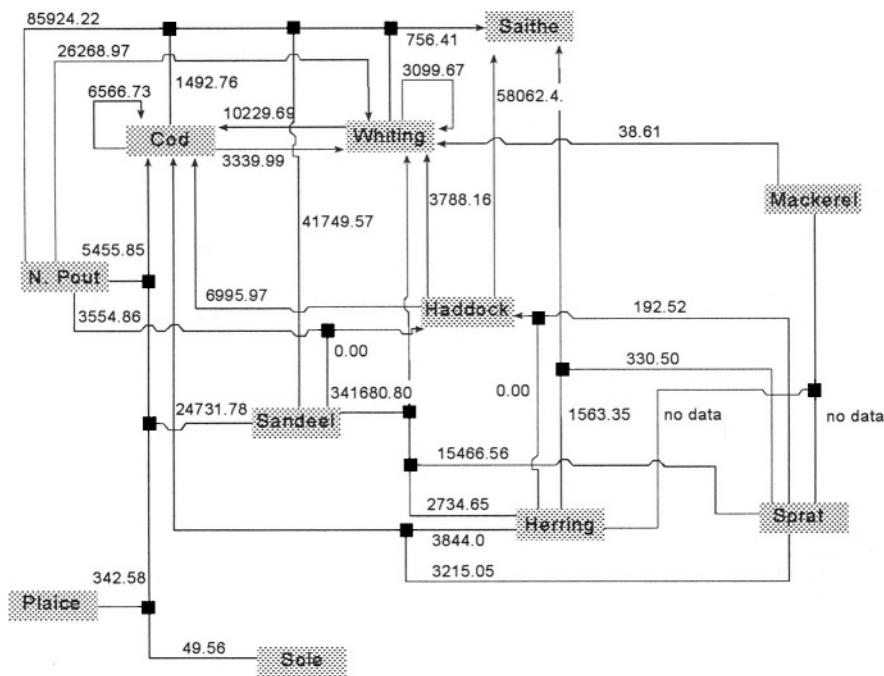 85924.22
Saithe
756.41
26268.97
3099.67
6566.73
1492.76
58062.4.
10229.69
38.61
Cod
Whiting
3339.99
Mackerel
3788.16
41749.57
5455.85
N. Pout
6995.97
Haddock
192.52
3554.86
0.00
330.50
341680.80
0.00
24731.78
Sandeel
1563.35
no data
no data
15466.56
2734.65
Herring
Sprat
3844.0
3215.05
342.58
Plaice
49.56
Sole